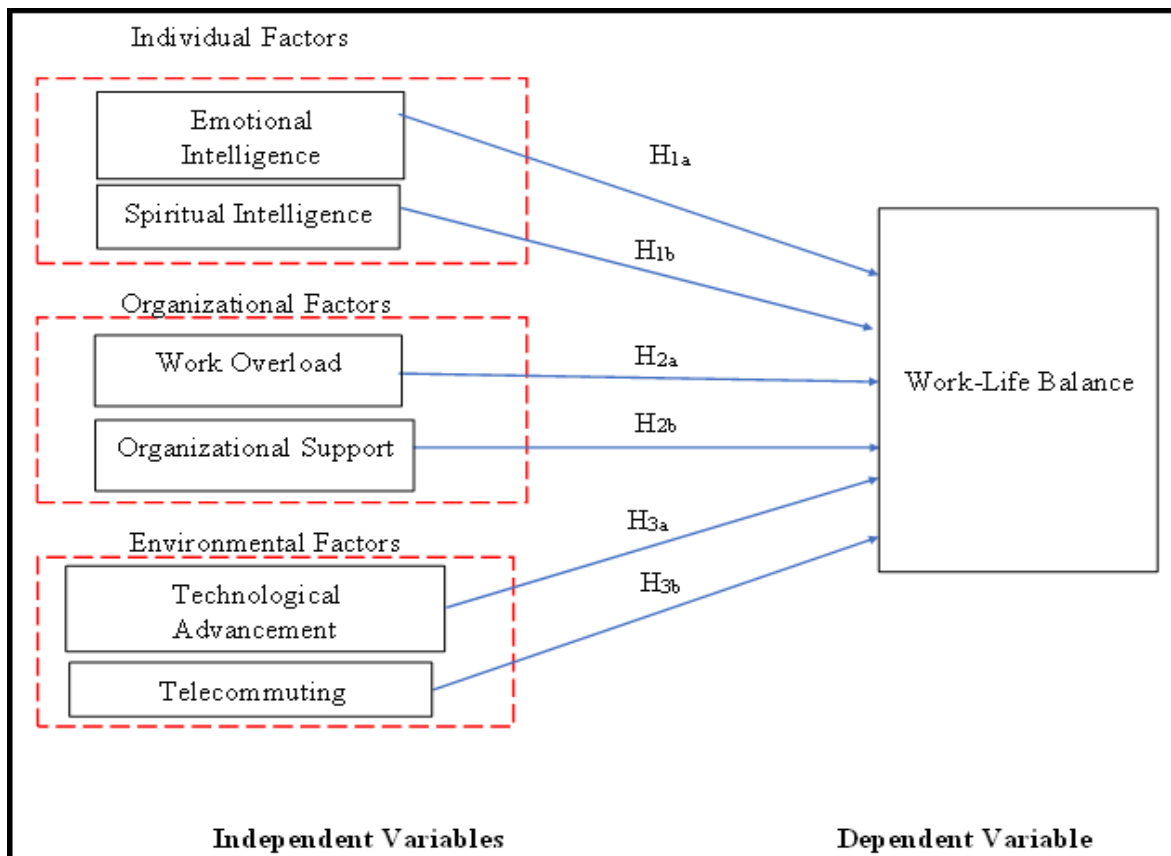 Individual Factors
Emotional
Intelligence
H1a
Spiritual Intelligence
H1b
Organizational Factors
Work Overload
H2a
Work-Life Balance
Organizational Support
H2b
Environmental Factors
H3a
Technological
Advancement
H3b
Telecommuting
Independent Variables
Dependent Variable